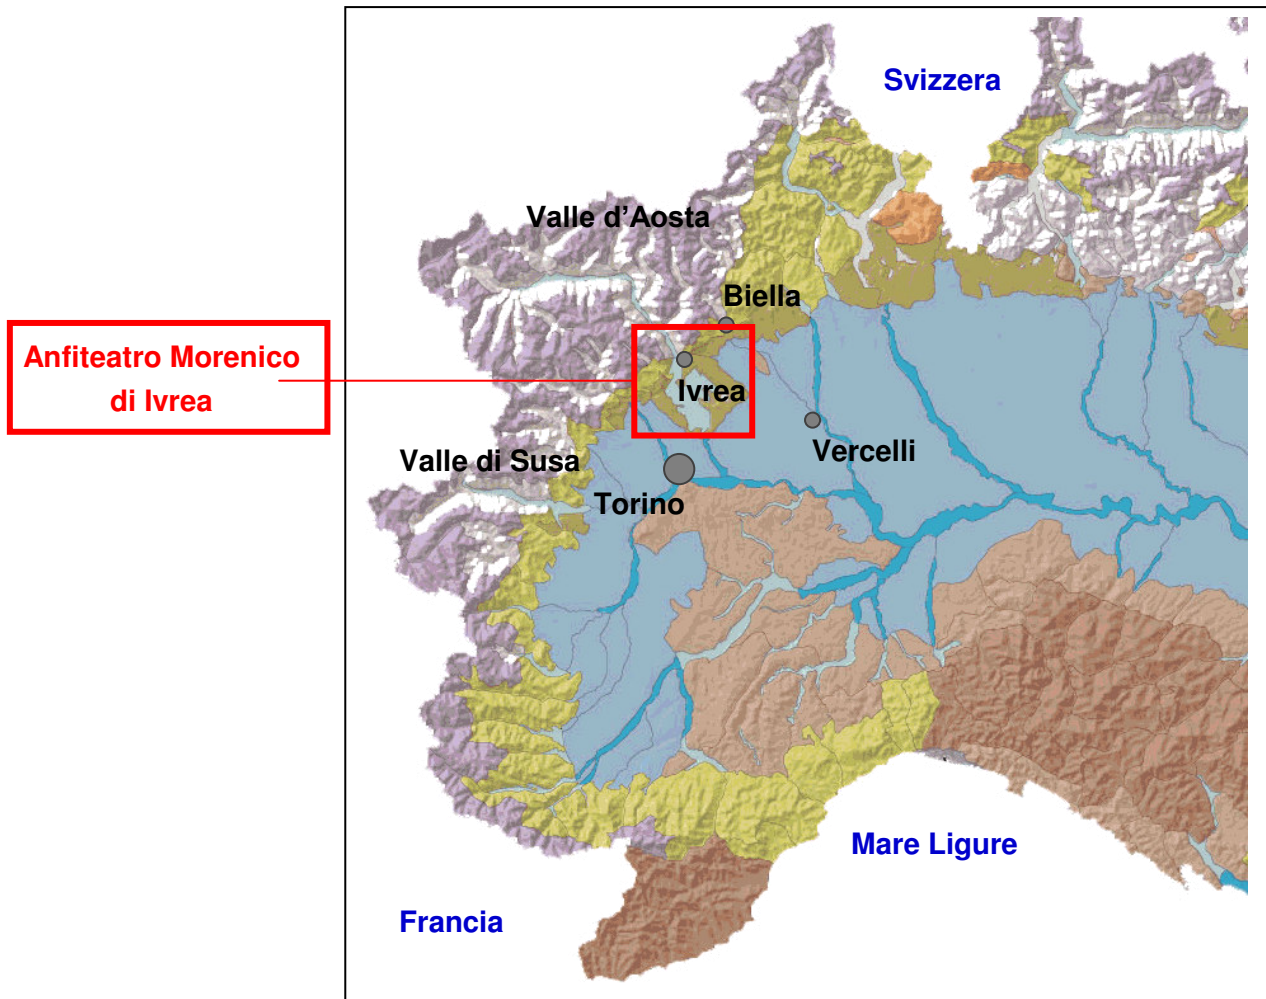 Svizzera
Valle d'Aosta
Biella
Anfiteatro Morenico
di Ivrea
Ivrea
Vercelli
Valle di Susa
Torino
Mare Ligure
Francia